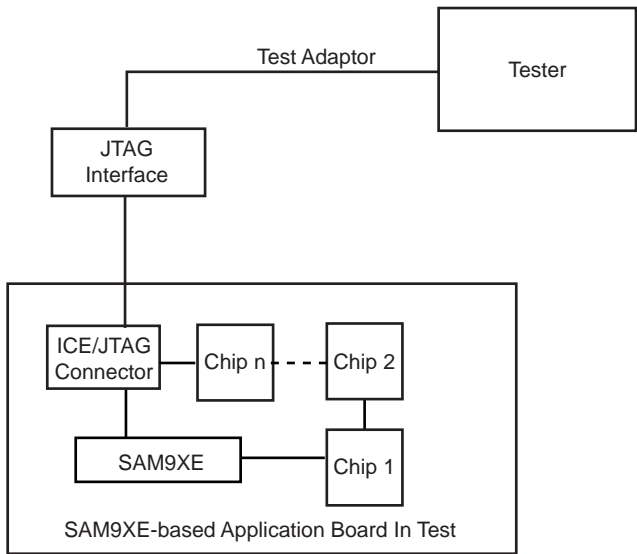 Test Adaptor
Tester
JTAG
Interface
ICE/JTAG
Connector
Chip n
Chip 2
SAM9XE
Chip 1
SAM9XE-based Application Board In Test